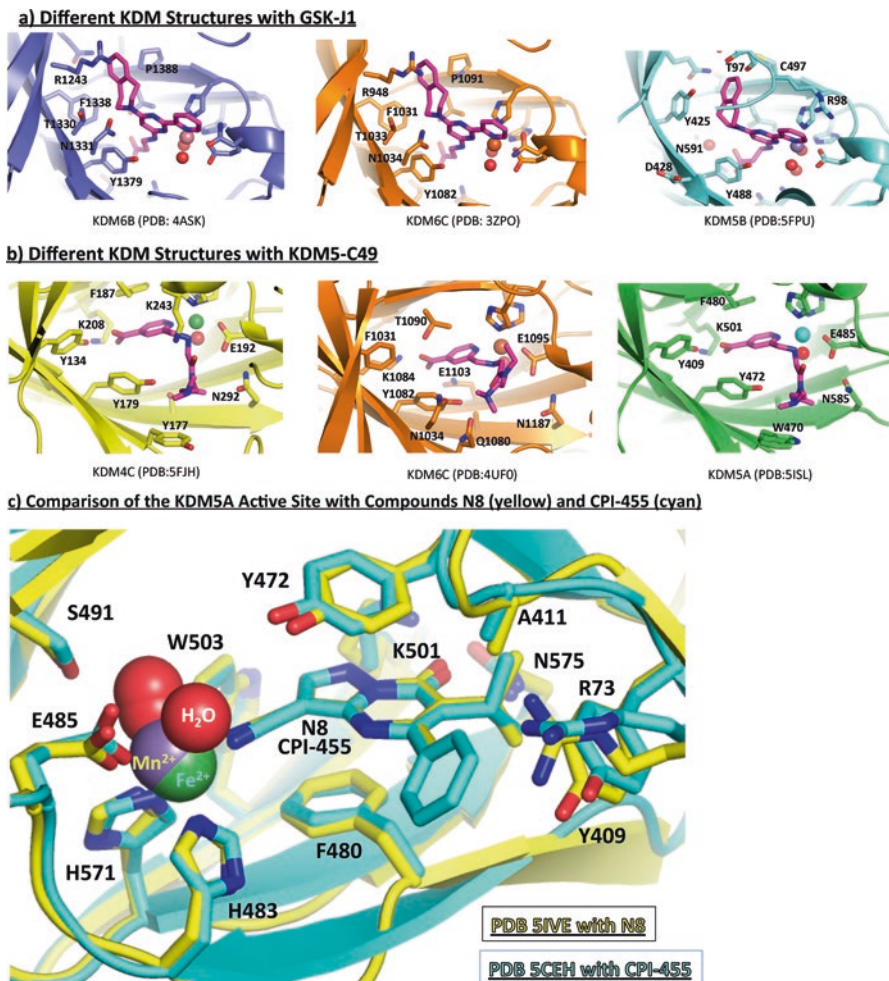 a) Different KDM Structures with GSK-J1
R1243
P1388
F1338
T1330
N1331
Y1379
KDM6B (PDB: 4ASK)
P1091
R948
F1031
T1033
N1034
Y1082
KDM6C (PDB: 3ZPO)
T97
C497
R98
Y425
N591
D428
Y488
KDM5B (PDB:5FPU)
b) Different KDM Structures with KDM5-C49
F187
K243
K208
Y134
E192
Y179
N292
Y177
KDM4C (PDB:5FJH)
T1090
F1031
E1095
K1084
E1103
Y1082
N1187
N1034
Q1080
KDM6C (PDB:4UF0)
F480
K501
E485
Y409
Y472
N585
W470
KDM5A (PDB:5ISL)
c) Comparison of the KDM5A Active Site with Compounds N8 (yellow) and CPI-455 (cyan)
Y472
S491
A411
W503
K501
N575
R73
H₂O
E485
N8
CPI-455
Mn²⁺
Fe²⁺
Y409
F480
H571
H483
PDB 5IVE with N8
PDB 5CEH with CPI-455